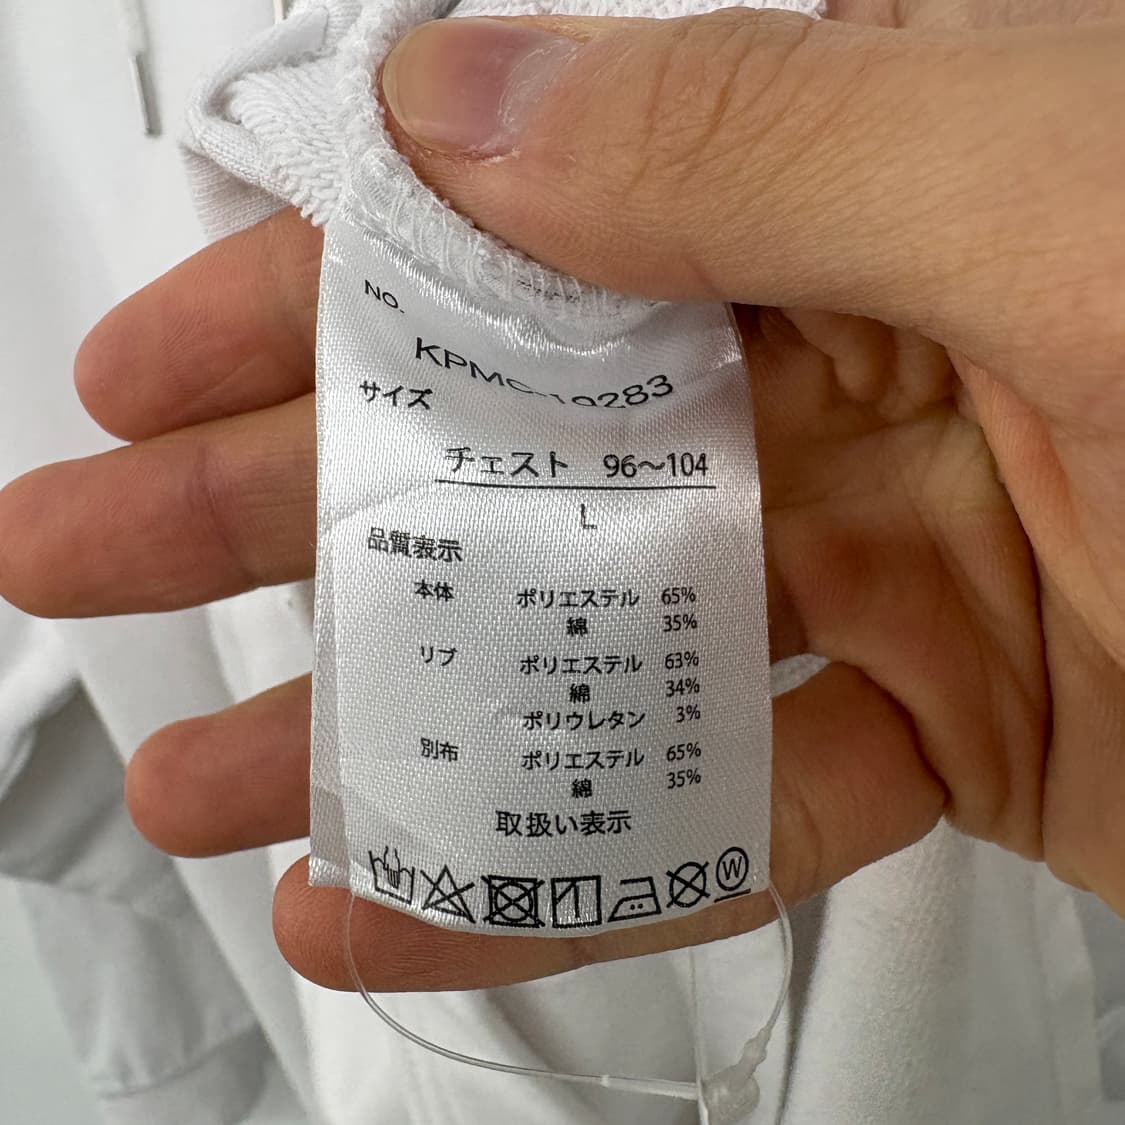 NO.
KPMC-19283
サイズ
チェスト 96～104
L
品質表示
本体 ポリエステル 65%
綿 35%
リブ ポリエステル 63%
綿 34%
ポリウレタン 3%
別布 ポリエステル 65%
綿 35%
取扱い表示
W